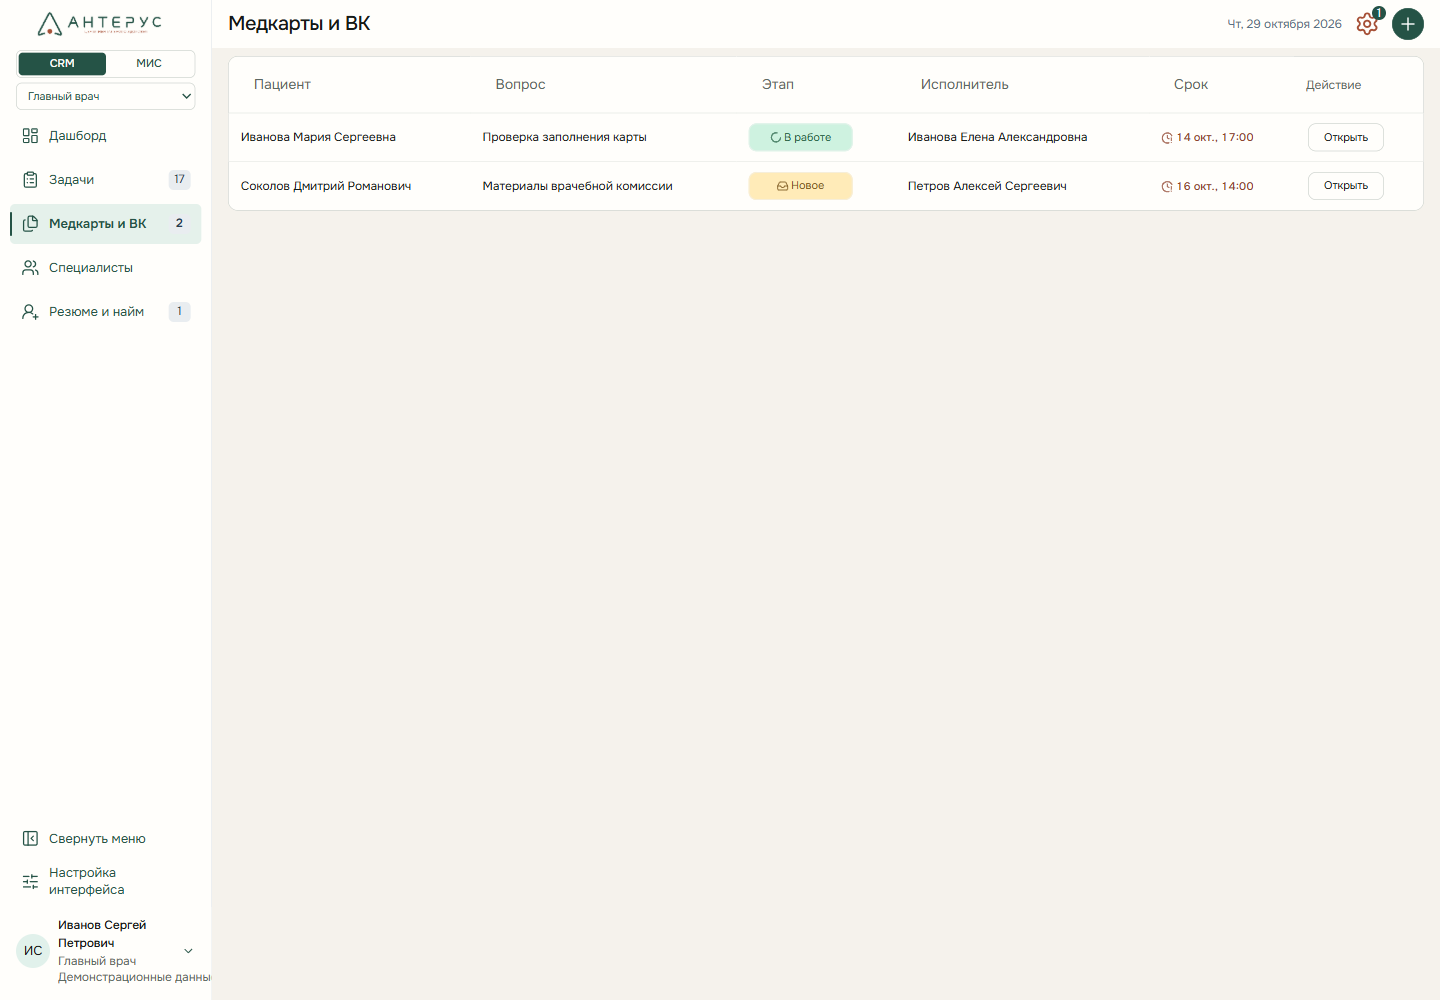 АНТЕРУС
CRM
МИС
Главный врач
Дашборд
Задачи
17
Медкарты и ВК
2
Специалисты
Резюме и найм
1
Свернуть меню
Настройка
интерфейса
ИС
Иванов Сергей
Петрович
Главный врач
Демонстрационные данны
Медкарты и ВК
Чт, 29 октября 2026
1
Пациент Вопрос Этап Исполнитель Срок Действие
Иванова Мария Сергеевна Проверка заполнения карты В работе Иванова Елена Александровна 14 окт., 17:00 Открыть
Соколов Дмитрий Романович Материалы врачебной комиссии Новое Петров Алексей Сергеевич 16 окт., 14:00 Открыть